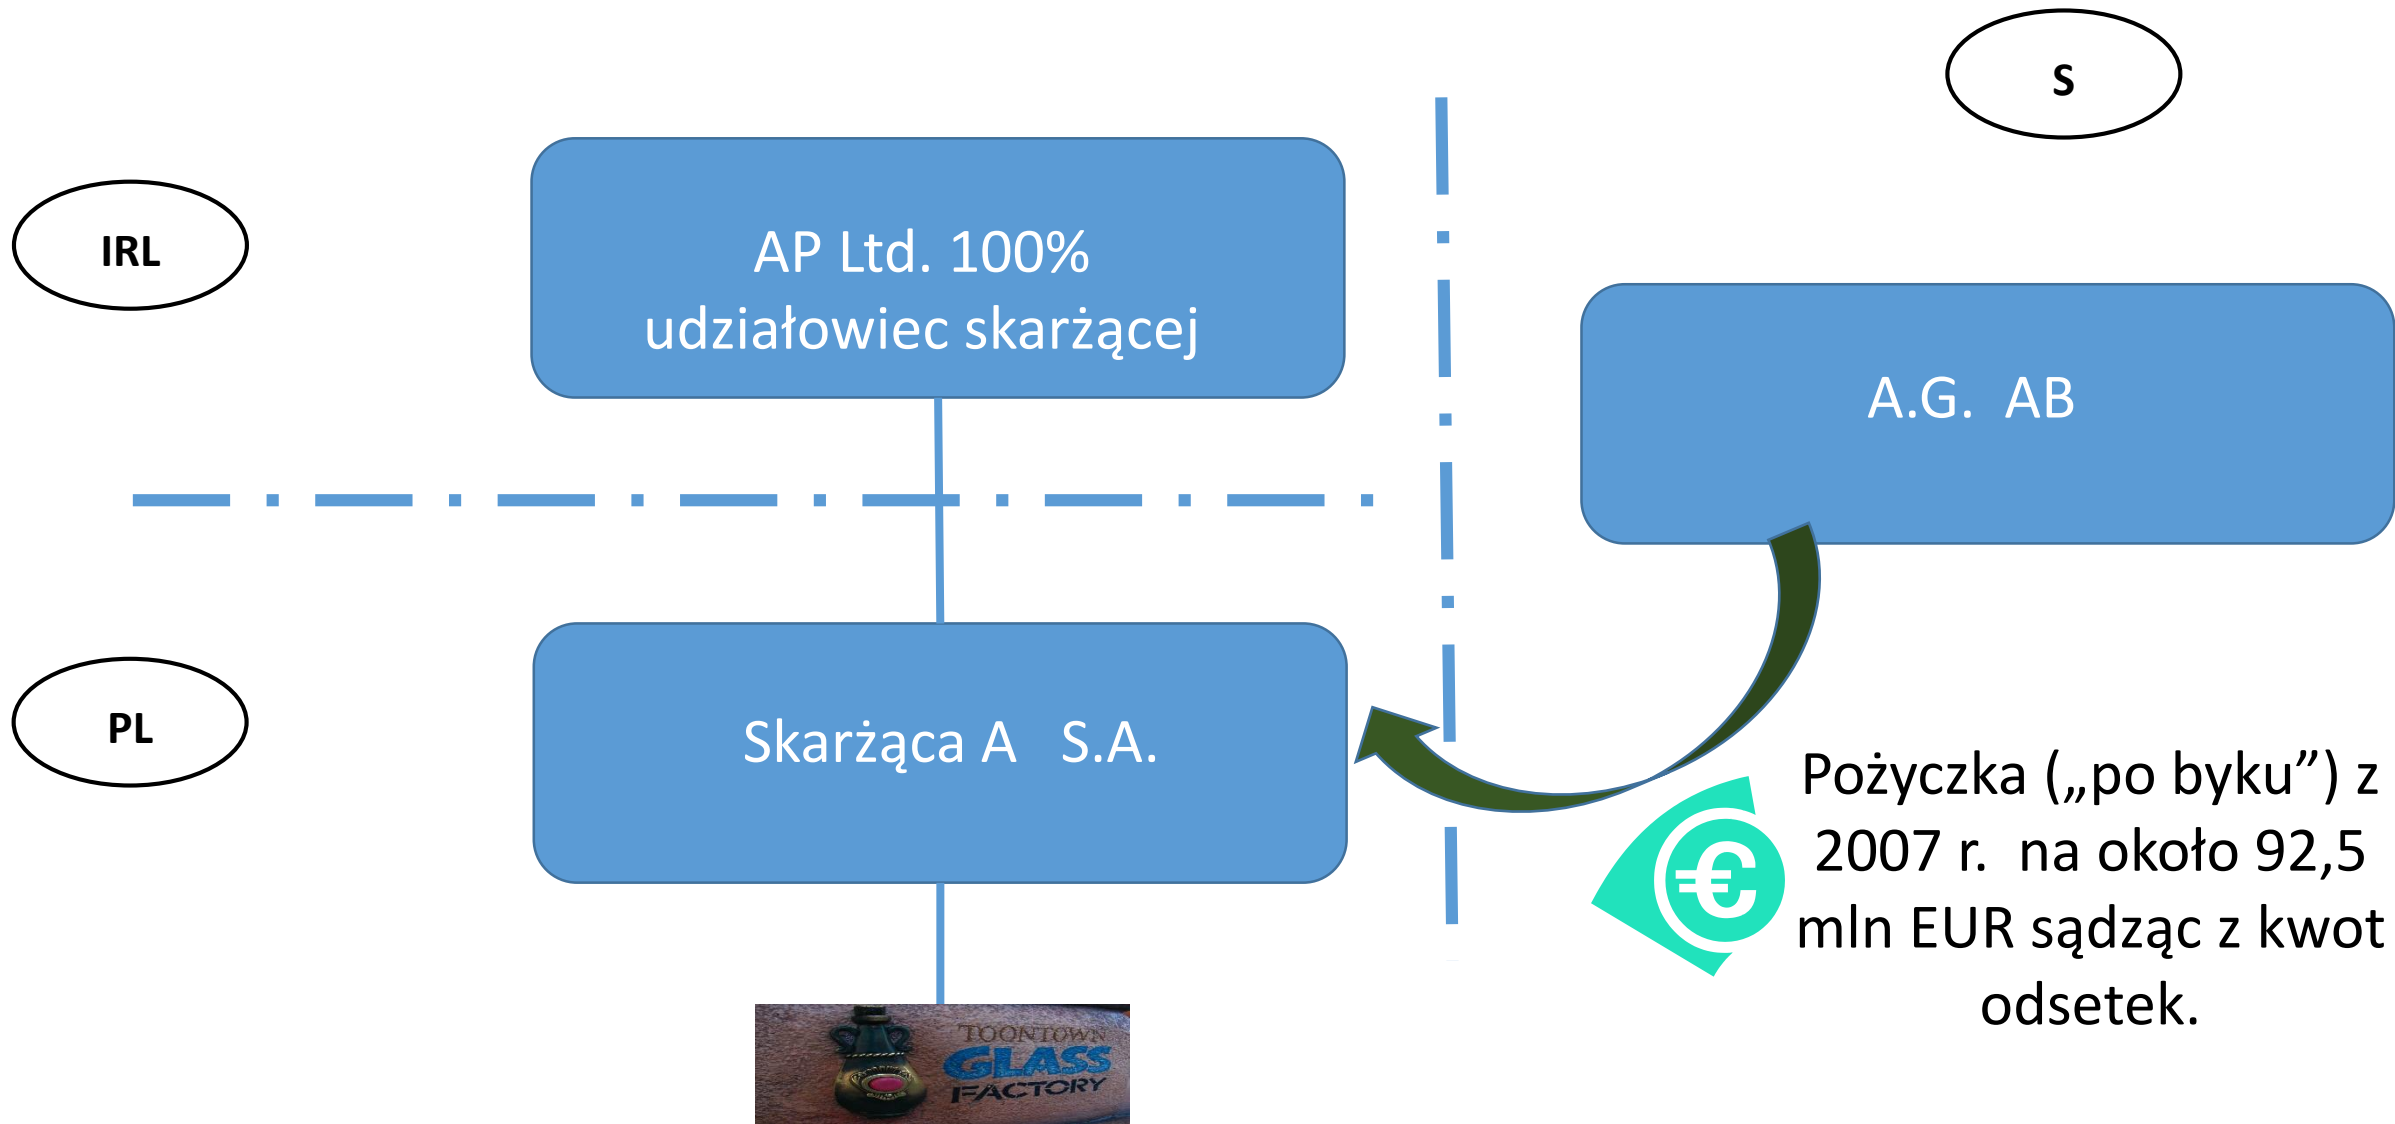 S
IRL
AP Ltd. 100%
udziałowiec skarżącej
A.G. AB
PL
Skarżąca A S.A.
Pożyczka („po byku”) z
2007 r. na około 92,5
mln EUR sądząc z kwot
odsetek.
€
TOONTOWN
GLASS
FACTORY